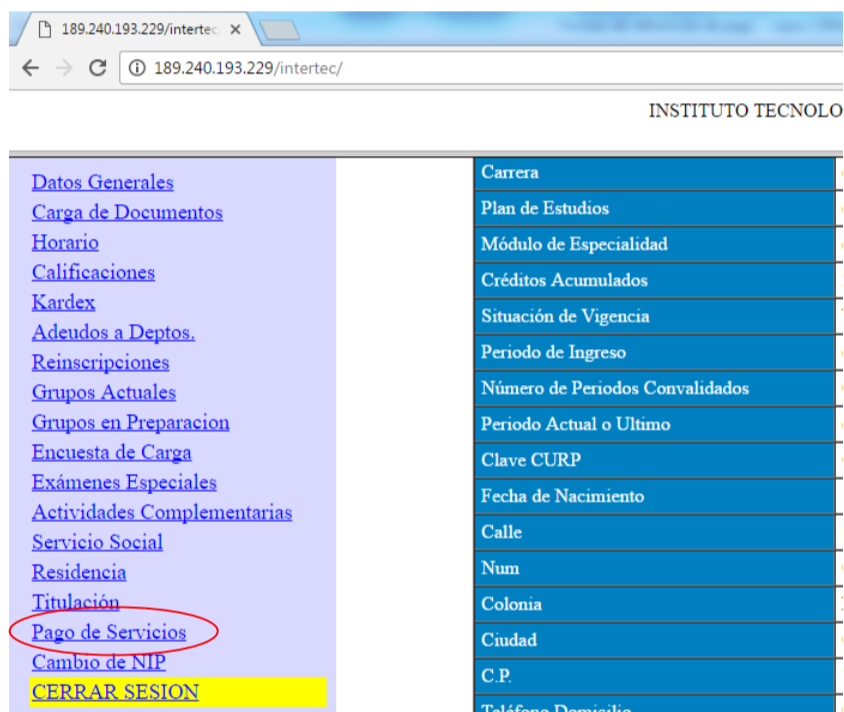 189.240.193.229/intertec
189.240.193.229/intertec/
INSTITUTO TECNOLO
Datos Generales
Carga de Documentos
Horario
Calificaciones
Kardex
Adeudos a Deptos.
Reinscripciones
Grupos Actuales
Grupos en Preparacion
Encuesta de Carga
Exámenes Especiales
Actividades Complementarias
Servicio Social
Residencia
Titulación
Pago de Servicios
Cambio de NIP
CERRAR SESION
Carrera
Plan de Estudios
Módulo de Especialidad
Créditos Acumulados
Situación de Vigencia
Periodo de Ingreso
Número de Periodos Convalidados
Periodo Actual o Ultimo
Clave CURP
Fecha de Nacimiento
Calle
Num
Colonia
Ciudad
C.P.
Teléfono Domicilio